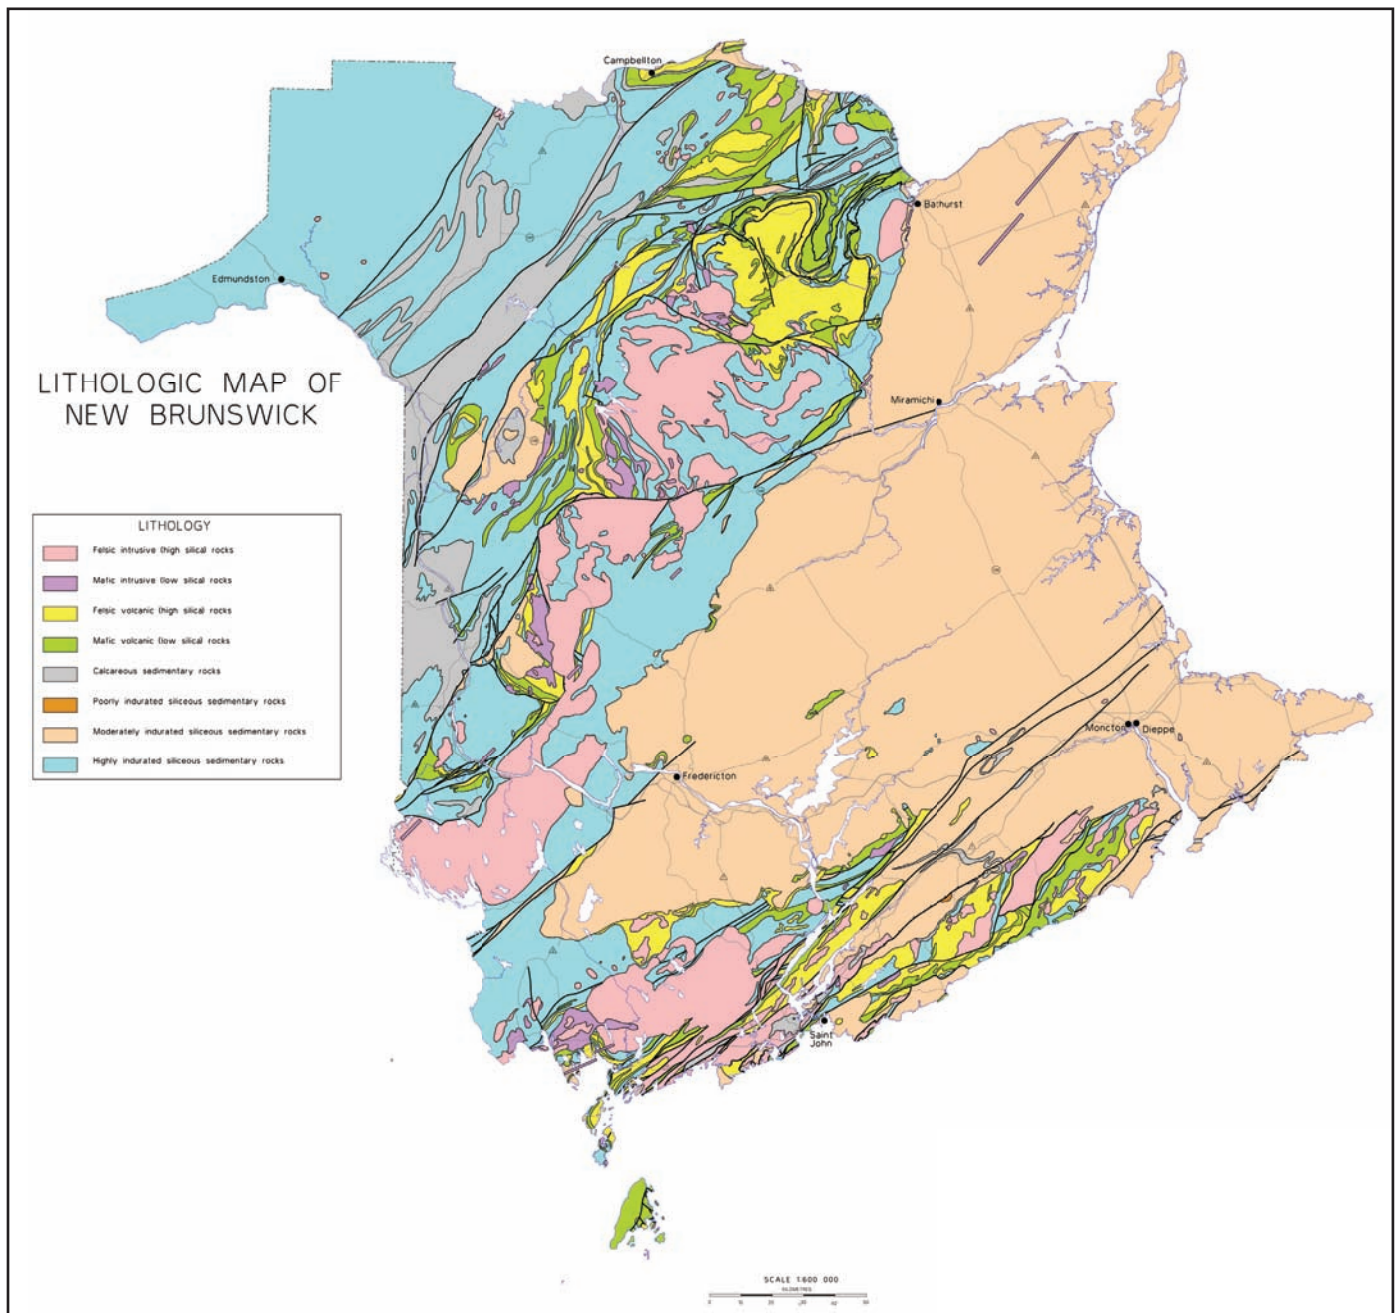 Campbellton
Bathurst
Edmundston
LITHOLOGIC MAP OF
NEW BRUNSWICK
Miramichi
LITHOLOGY
Felsic intrusive (high silica) rocks
Mafic intrusive (low silica) rocks
Felsic volcanic (high silica) rocks
Mafic volcanic (low silica) rocks
Calcareous sedimentary rocks
Poorly indurated siliceous sedimentary rocks
Moderately indurated siliceous sedimentary rocks
Highly indurated siliceous sedimentary rocks
Moncton
Dieppe
Fredericton
Saint
John
SCALE 1:600 000
KILOMETRES